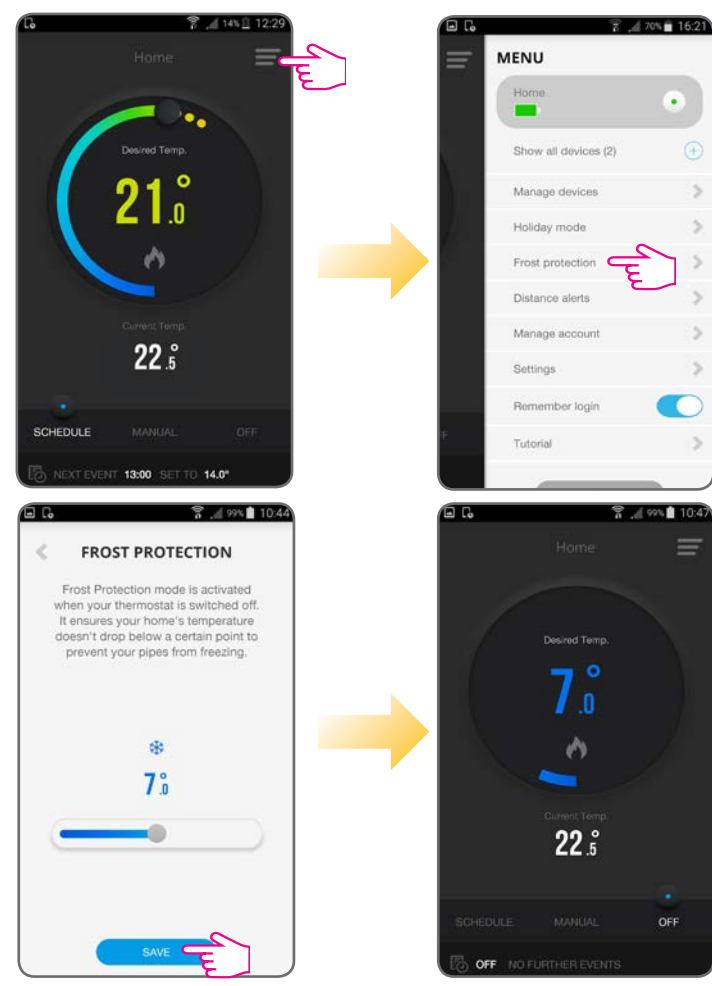 14% 12:29
Home
Desired Temp.
21.0°
Current Temp.
22.5°
SCHEDULE MANUAL OFF
NEXT EVENT 13:00 SET TO 14.0°
70% 16:21
MENU
Home
Show all devices (2)
Manage devices
Holiday mode
Frost protection
Distance alerts
Manage account
Settings
Remember login
Tutorial
99% 10:44
FROST PROTECTION
Frost Protection mode is activated
when your thermostat is switched off.
It ensures your home's temperature
doesn't drop below a certain point to
prevent your pipes from freezing.
7.0°
SAVE
99% 10:47
Home
Desired Temp.
7.0°
Current Temp.
22.5°
SCHEDULE MANUAL OFF
OFF NO FURTHER EVENTS